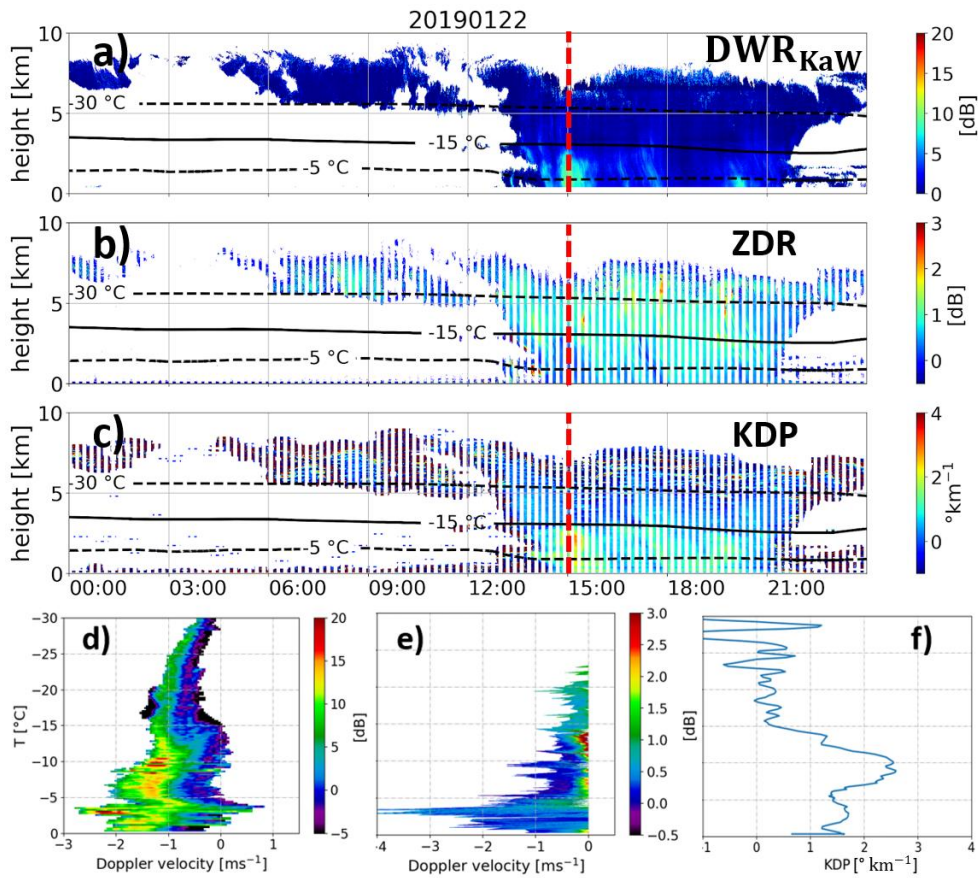 20190122
a)
DWR_KaW
height [km]
10
5
0
-30 °C
-15 °C
-5 °C
20
15
10
5
0
[dB]
b)
ZDR
height [km]
10
5
0
-30 °C
-15 °C
-5 °C
3
2
1
0
[dB]
c)
KDP
height [km]
10
5
0
-30 °C
-15 °C
-5 °C
4
2
0
°km⁻¹
00:00 03:00 06:00 09:00 12:00 15:00 18:00 21:00
d)
T [°C]
−30
−25
−20
−15
−10
−5
0
−3 −2 −1 0 1
Doppler velocity [ms⁻¹]
20
15
10
5
0
−5
[dB]
e)
−4 −3 −2 −1 0
Doppler velocity [ms⁻¹]
3.0
2.5
2.0
1.5
1.0
0.5
0.0
−0.5
[dB]
f)
−1 0 1 2 3 4
KDP [° km⁻¹]